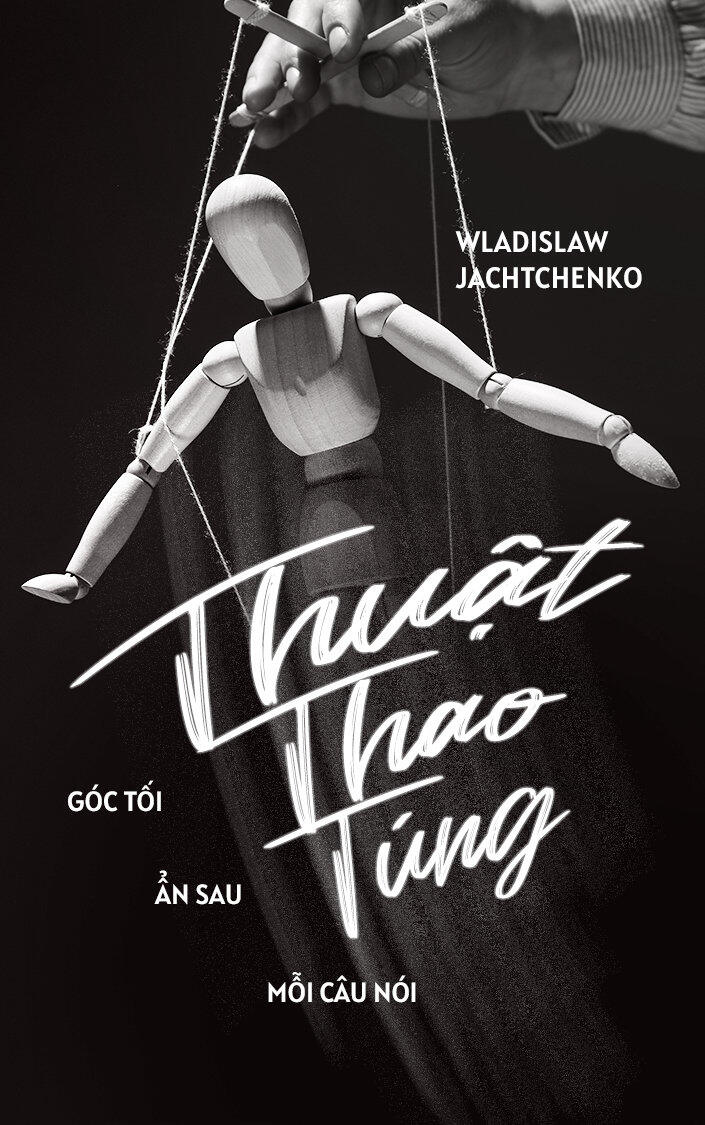 WLADISLAW
JACHTCHENKO
Thuật
Thao
Túng
GÓC TỐI
ẨN SAU
MỖI CÂU NÓI